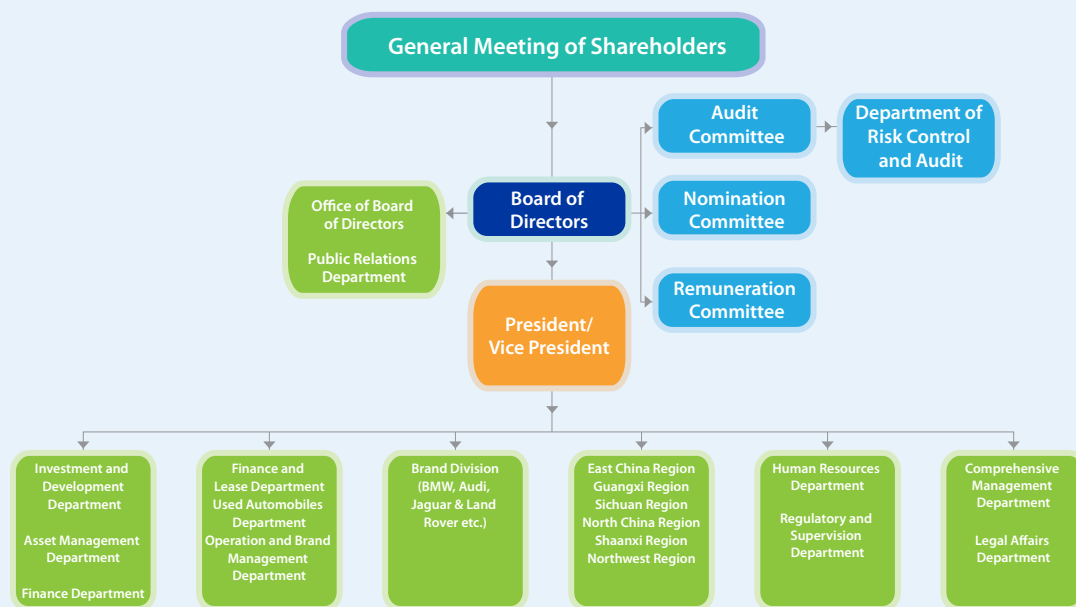 General Meeting of Shareholders
Audit
Committee
Department of
Risk Control
and Audit
Office of Board
of Directors
Public Relations
Department
Board of
Directors
Nomination
Committee
Remuneration
Committee
President/
Vice President
Investment and
Development
Department
Asset Management
Department
Finance Department
Finance and
Lease Department
Used Automobiles
Department
Operation and Brand
Management
Department
Brand Division
(BMW, Audi,
Jaguar & Land
Rover etc.)
East China Region
Guangxi Region
Sichuan Region
North China Region
Shaanxi Region
Northwest Region
Human Resources
Department
Regulatory and
Supervision
Department
Comprehensive
Management
Department
Legal Affairs
Department